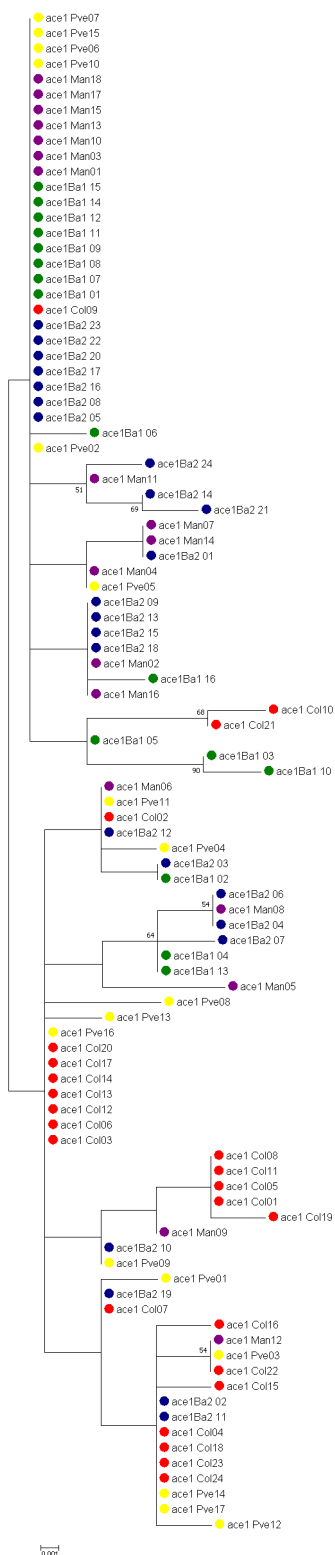 ace1 Pve07
ace1 Pve15
ace1 Pve06
ace1 Pve10
ace1 Man18
ace1 Man17
ace1 Man15
ace1 Man13
ace1 Man10
ace1 Man03
ace1 Man01
ace1Ba1 15
ace1Ba1 14
ace1Ba1 12
ace1Ba1 11
ace1Ba1 09
ace1Ba1 08
ace1Ba1 07
ace1Ba1 01
ace1 Col09
ace1Ba2 23
ace1Ba2 22
ace1Ba2 20
ace1Ba2 17
ace1Ba2 16
ace1Ba2 08
ace1Ba2 05
ace1Ba1 06
ace1 Pve02
ace1Ba2 24
51
ace1 Man11
ace1Ba2 14
69
ace1Ba2 21
ace1 Man07
ace1 Man14
ace1Ba2 01
ace1 Man04
ace1 Pve05
ace1Ba2 09
ace1Ba2 13
ace1Ba2 15
ace1Ba2 18
ace1 Man02
ace1Ba1 16
ace1 Man16
68
ace1 Col10
ace1 Col21
ace1Ba1 05
ace1Ba1 03
90
ace1Ba1 10
ace1 Man06
ace1 Pve11
ace1 Col02
ace1Ba2 12
ace1 Pve04
ace1Ba2 03
ace1Ba1 02
ace1Ba2 06
54
ace1 Man08
ace1Ba2 04
64
ace1Ba2 07
ace1Ba1 04
ace1Ba1 13
ace1 Man05
ace1 Pve08
ace1 Pve13
ace1 Pve16
ace1 Col20
ace1 Col17
ace1 Col14
ace1 Col13
ace1 Col12
ace1 Col06
ace1 Col03
ace1 Col08
ace1 Col11
ace1 Col05
ace1 Col01
ace1 Col19
ace1 Man09
ace1Ba2 10
ace1 Pve09
ace1 Pve01
ace1Ba2 19
ace1 Col07
ace1 Col16
ace1 Man12
54
ace1 Pve03
ace1 Col22
ace1 Col15
ace1Ba2 02
ace1Ba2 11
ace1 Col04
ace1 Col18
ace1 Col23
ace1 Col24
ace1 Pve14
ace1 Pve17
ace1 Pve12
0.001